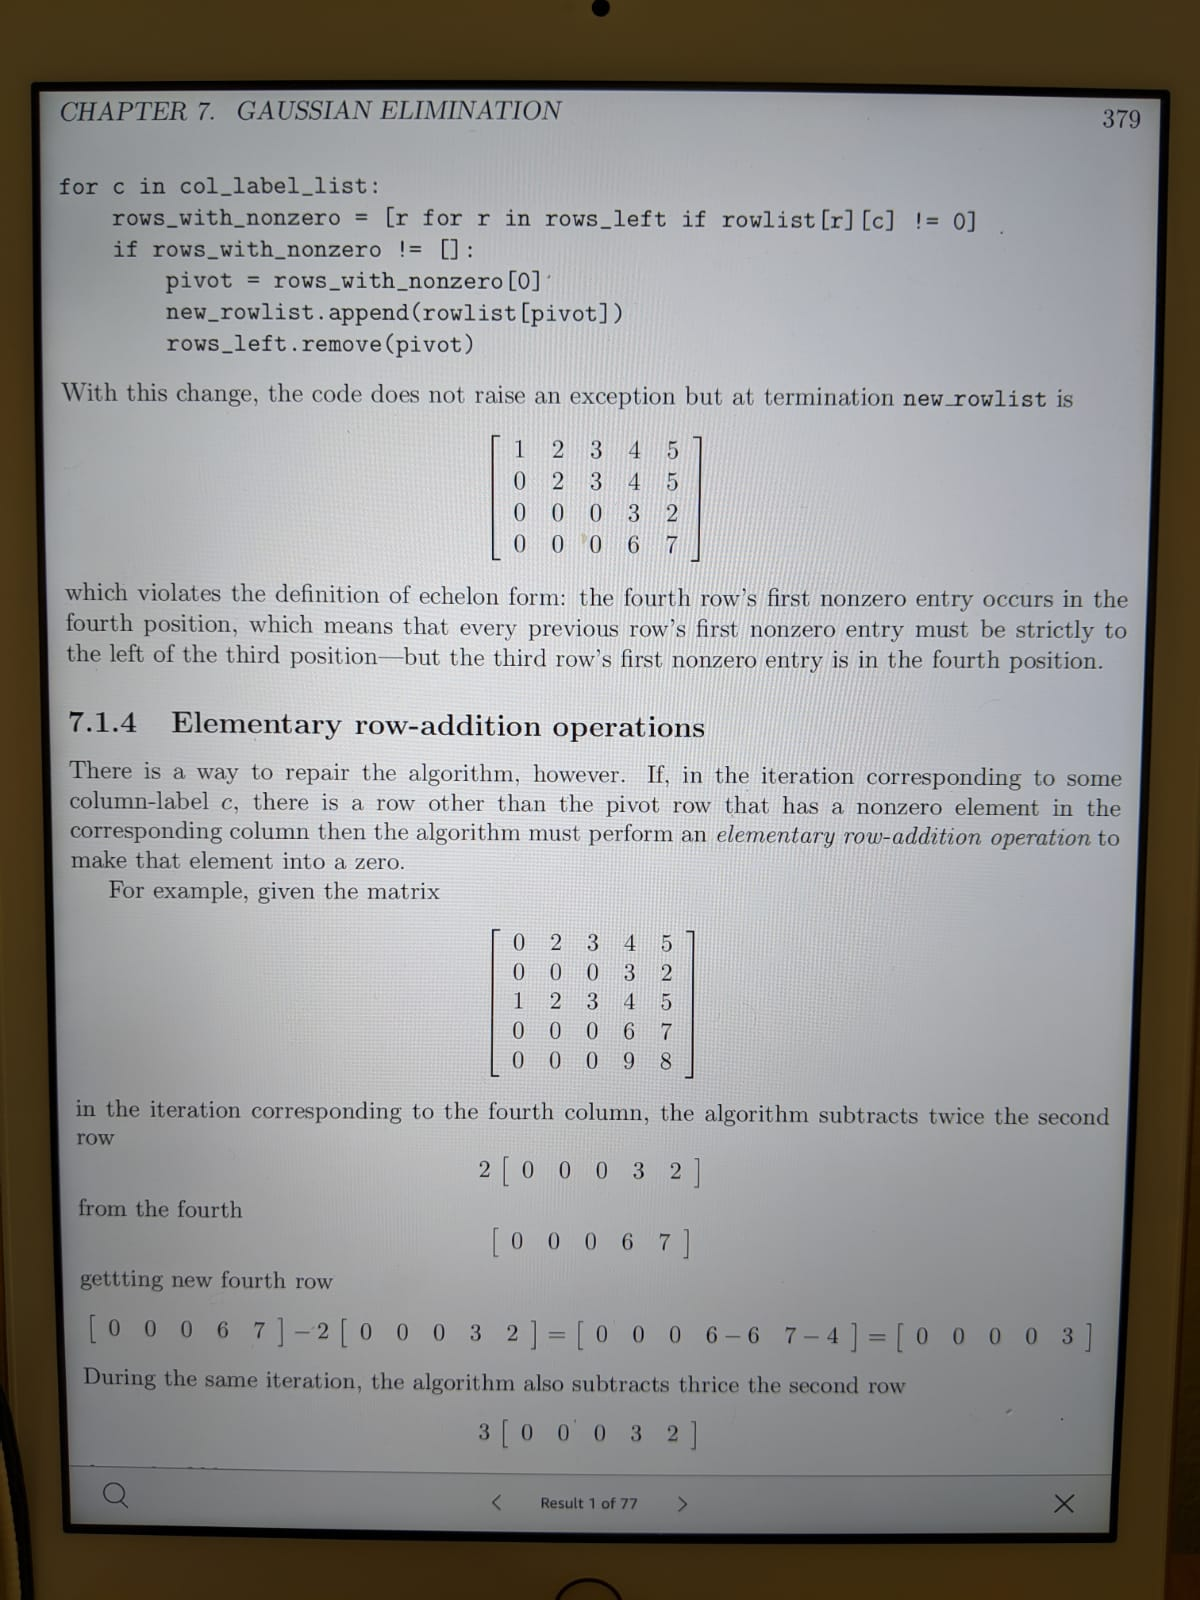 CHAPTER 7. GAUSSIAN ELIMINATION 379
for c in col_label_list:
rows_with_nonzero = [r for r in rows_left if rowlist[r][c] != 0]
if rows_with_nonzero != []:
pivot = rows_with_nonzero[0]
new_rowlist.append(rowlist[pivot])
rows_left.remove(pivot)
With this change, the code does not raise an exception but at termination new_rowlist is
1 2 3 4 5
0 2 3 4 5
0 0 0 3 2
0 0 0 6 7
which violates the definition of echelon form: the fourth row's first nonzero entry occurs in the
fourth position, which means that every previous row's first nonzero entry must be strictly to
the left of the third position—but the third row's first nonzero entry is in the fourth position.
7.1.4 Elementary row-addition operations
There is a way to repair the algorithm, however. If, in the iteration corresponding to some
column-label c, there is a row other than the pivot row that has a nonzero element in the
corresponding column then the algorithm must perform an elementary row-addition operation to
make that element into a zero.
For example, given the matrix
0 2 3 4 5
0 0 0 3 2
1 2 3 4 5
0 0 0 6 7
0 0 0 9 8
in the iteration corresponding to the fourth column, the algorithm subtracts twice the second
row
2 [ 0 0 0 3 2 ]
from the fourth
[ 0 0 0 6 7 ]
gettting new fourth row
[ 0 0 0 6 7 ] − 2 [ 0 0 0 3 2 ] = [ 0 0 0 6 − 6 7 − 4 ] = [ 0 0 0 0 3 ]
During the same iteration, the algorithm also subtracts thrice the second row
3 [ 0 0 0 3 2 ]
Result 1 of 77